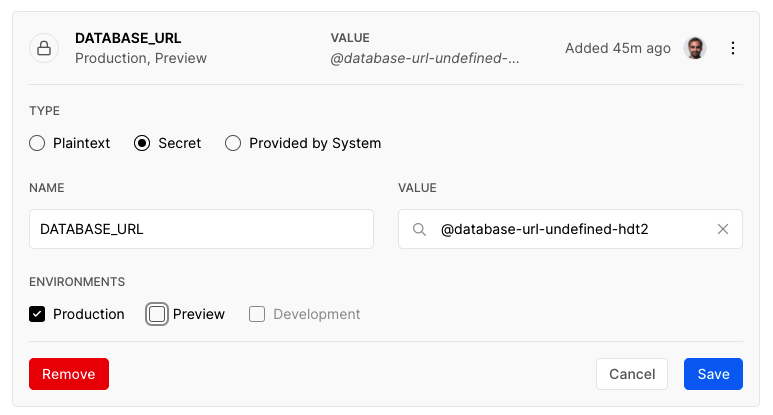 DATABASE_URL
Production, Preview
VALUE
@database-url-undefined-...
Added 45m ago
TYPE
Plaintext
Secret
Provided by System
NAME
VALUE
DATABASE_URL
@database-url-undefined-hdt2
ENVIRONMENTS
Production
Preview
Development
Remove
Cancel
Save